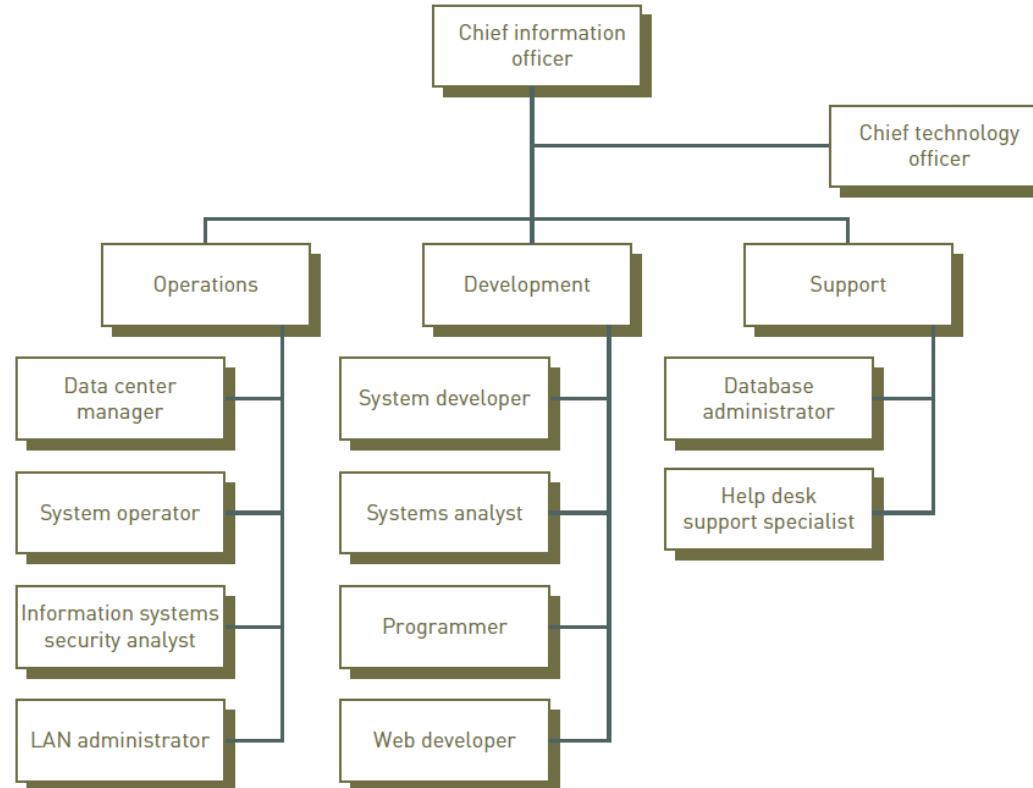 Chief information
officer
Chief technology
officer
Operations
Development
Support
Data center
manager
System developer
Database
administrator
System operator
Systems analyst
Help desk
support specialist
Information systems
security analyst
Programmer
LAN administrator
Web developer